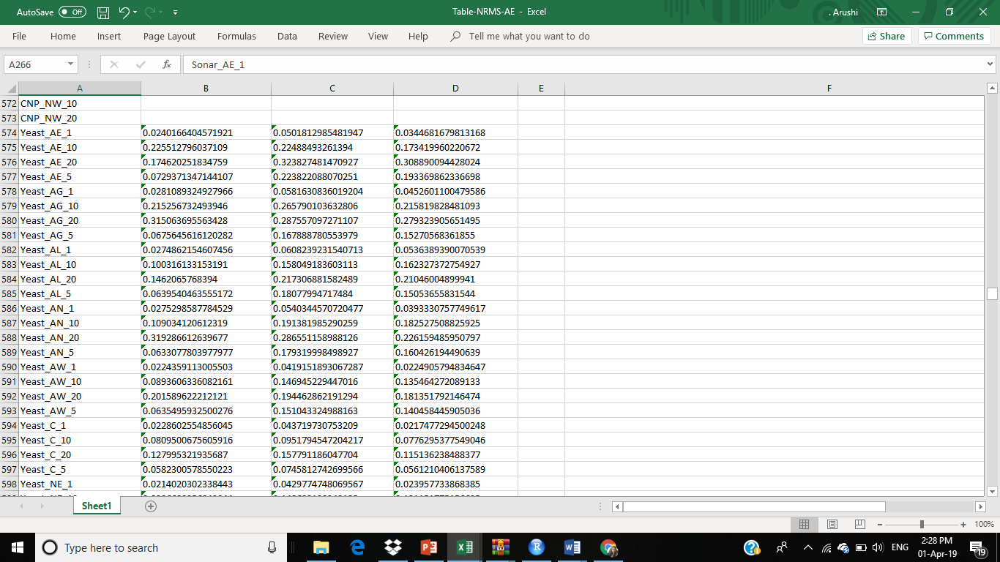 AutoSave Off Table-NRMS-AE - Excel . Arushi
File Home Insert Page Layout Formulas Data Review View Help Tell me what you want to do Share Comments
A266 fx Sonar_AE_1
A B C D E F
572 CNP_NW_10
573 CNP_NW_20
574 Yeast_AE_1 0.0240166404571921 0.0501812985481947 0.0344681679813168
575 Yeast_AE_10 0.225512796037109 0.22488493261394 0.173419960220672
576 Yeast_AE_20 0.174620251834759 0.323827481470927 0.308890094428024
577 Yeast_AE_5 0.0729371347144107 0.223822088070251 0.193369862336698
578 Yeast_AG_1 0.0281089324927966 0.0581630836019204 0.0452601100479586
579 Yeast_AG_10 0.215256732493946 0.265790103632806 0.215819828481093
580 Yeast_AG_20 0.315063695563428 0.287557097271107 0.279323905651495
581 Yeast_AG_5 0.0675645616120282 0.167888780553979 0.15270568361855
582 Yeast_AL_1 0.0274862154607456 0.0608239231540713 0.0536389390070539
583 Yeast_AL_10 0.100316133153191 0.158049183603113 0.162327372754927
584 Yeast_AL_20 0.1462065768394 0.217306881582489 0.21046004899941
585 Yeast_AL_5 0.0639540463555172 0.18077994717484 0.15053655831544
586 Yeast_AN_1 0.0275298587784529 0.0540344570720477 0.0393330757749617
587 Yeast_AN_10 0.109034120612319 0.191381985290259 0.182527508825925
588 Yeast_AN_20 0.319286612639677 0.286551158988126 0.226159485950797
589 Yeast_AN_5 0.0633077803977977 0.179319998498927 0.160426194490639
590 Yeast_AW_1 0.0224359113005503 0.0419151893067287 0.0224905794834647
591 Yeast_AW_10 0.0893606336082161 0.146945229447016 0.135464272089133
592 Yeast_AW_20 0.201589622212121 0.194462862191294 0.181351792146474
593 Yeast_AW_5 0.0635495932500276 0.151043324988163 0.140458445905036
594 Yeast_C_1 0.0228602554856045 0.043719730753209 0.0217477294500248
595 Yeast_C_10 0.0809500675605916 0.0951794547204217 0.0776295377549046
596 Yeast_C_20 0.127995321935687 0.157791186047704 0.115136238488377
597 Yeast_C_5 0.0582300578550223 0.0745812742699566 0.0561210406137589
598 Yeast_NE_1 0.0214020302338443 0.0429774748069567 0.023957733868385
Sheet1
100%
Type here to search ENG 2:28 PM
01-Apr-19 19